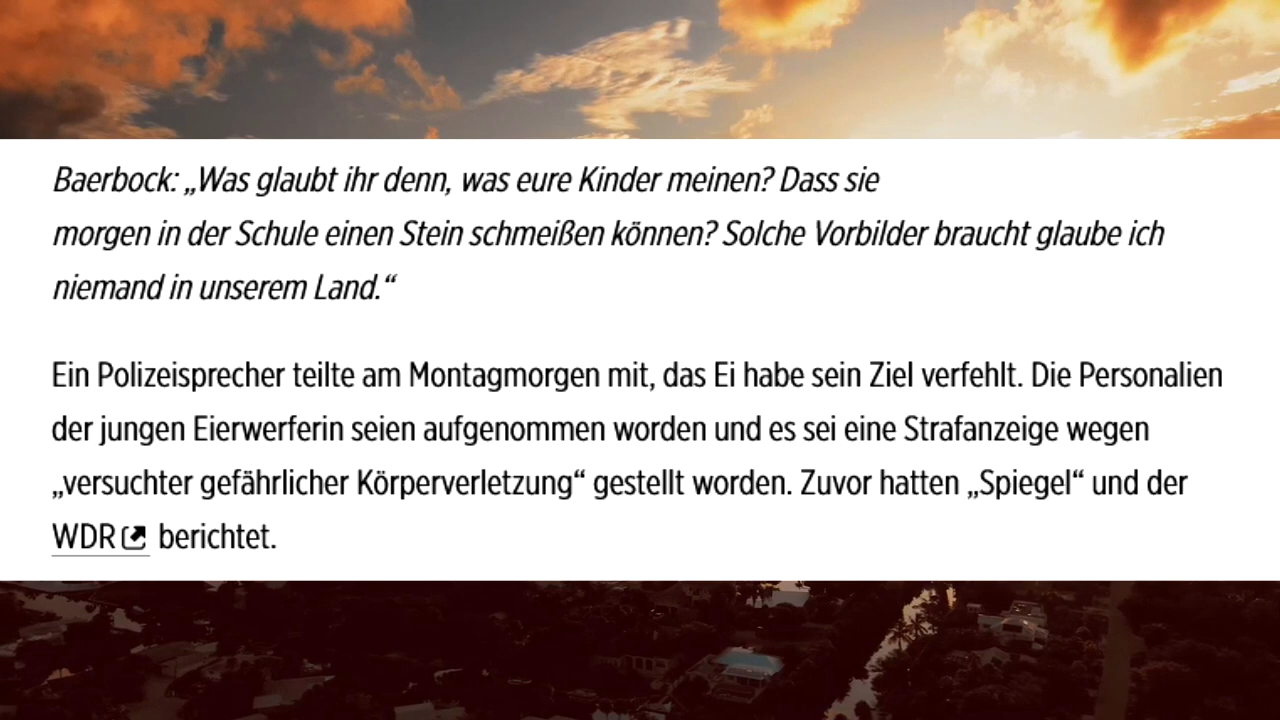 Baerbock: „Was glaubt ihr denn, was eure Kinder meinen? Dass sie
morgen in der Schule einen Stein schmeißen können? Solche Vorbilder braucht glaube ich
niemand in unserem Land.“
Ein Polizeisprecher teilte am Montagmorgen mit, das Ei habe sein Ziel verfehlt. Die Personalien
der jungen Eierwerferin seien aufgenommen worden und es sei eine Strafanzeige wegen
„versuchter gefährlicher Körperverletzung“ gestellt worden. Zuvor hatten „Spiegel“ und der
WDR berichtet.